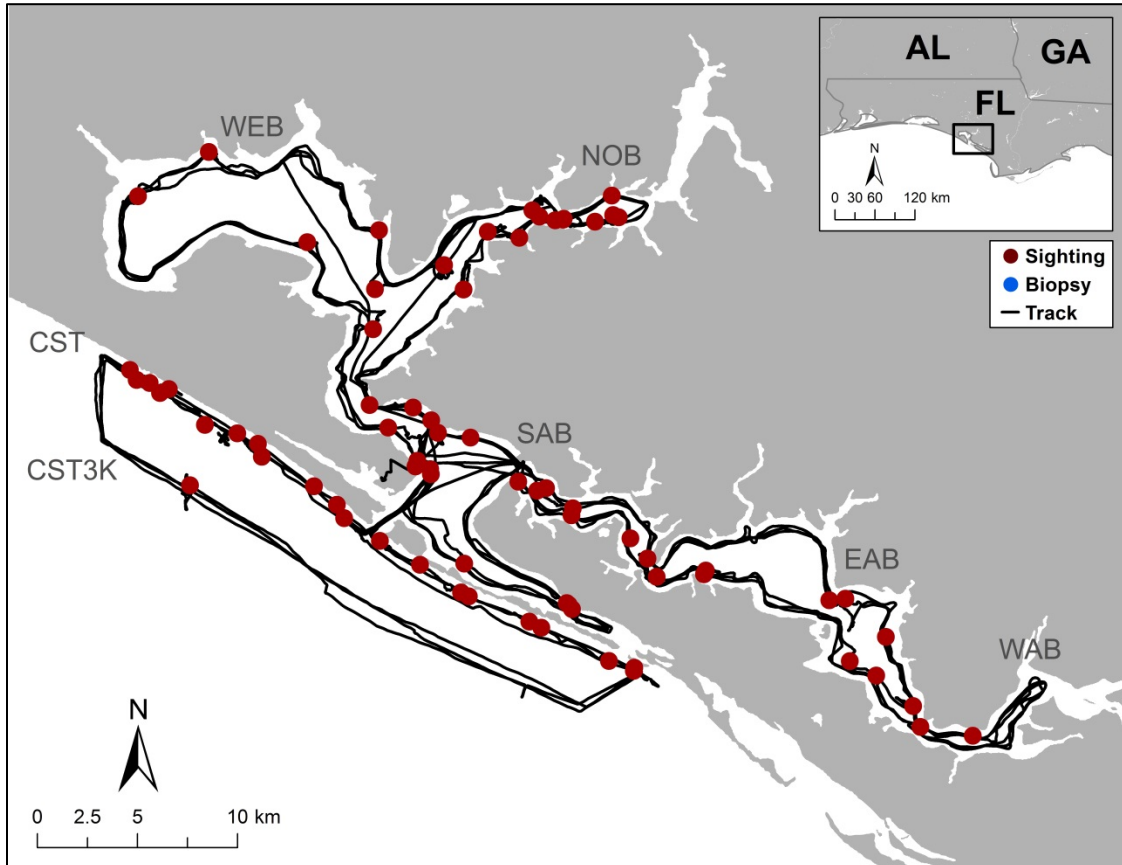 AL
GA
FL
N
0 30 60 120 km
WEB
NOB
Sighting
Biopsy
Track
CST
CST3K
SAB
EAB
WAB
N
0 2.5 5 10 km